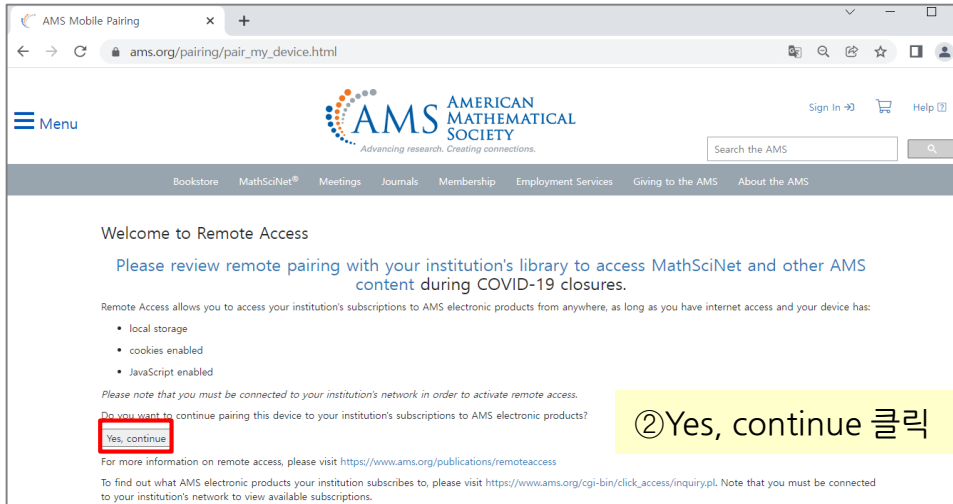 AMS Mobile Pairing
ams.org/pairing/pair_my_device.html
Menu
AMS AMERICAN MATHEMATICAL SOCIETY
Advancing research. Creating connections.
Sign In
Help
Search the AMS
Bookstore MathSciNet® Meetings Journals Membership Employment Services Giving to the AMS About the AMS
Welcome to Remote Access
Please review remote pairing with your institution's library to access MathSciNet and other AMS
content during COVID-19 closures.
Remote Access allows you to access your institution's subscriptions to AMS electronic products from anywhere, as long as you have internet access and your device has:
• local storage
• cookies enabled
• JavaScript enabled
Please note that you must be connected to your institution's network in order to activate remote access.
Do you want to continue pairing this device to your institution's subscriptions to AMS electronic products?
Yes, continue
②Yes, continue 클릭
For more information on remote access, please visit https://www.ams.org/publications/remoteaccess
To find out what AMS electronic products your institution subscribes to, please visit https://www.ams.org/cgi-bin/click_access/inquiry.pl. Note that you must be connected
to your institution's network to view available subscriptions.